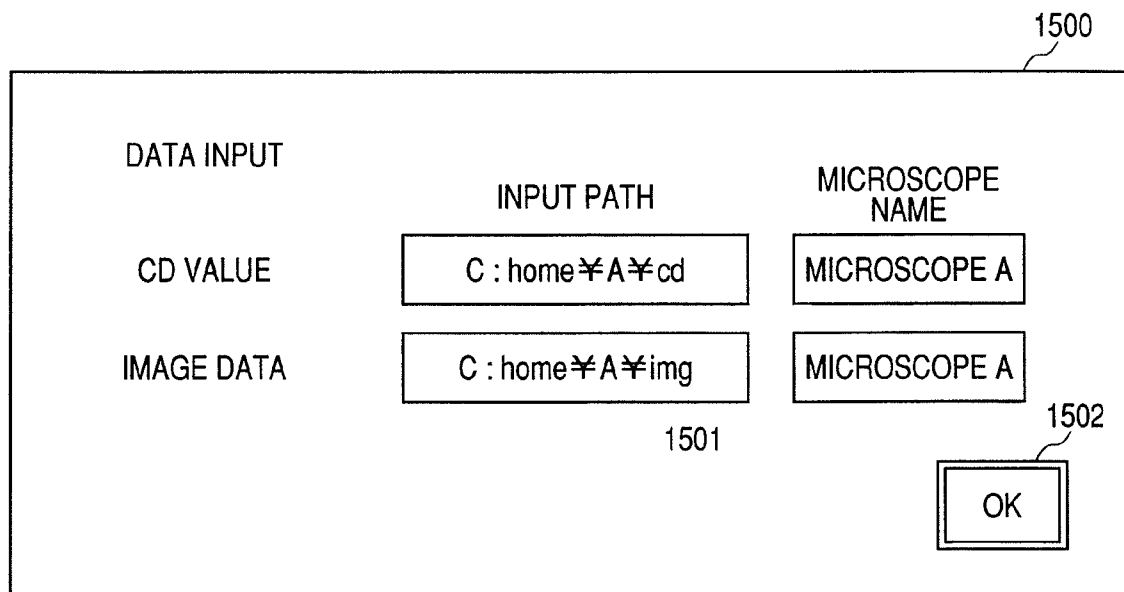 1500
DATA INPUT
INPUT PATH
MICROSCOPE
NAME
CD VALUE
C : home¥A¥cd
MICROSCOPE A
IMAGE DATA
C : home¥A¥img
MICROSCOPE A
1501
1502
OK